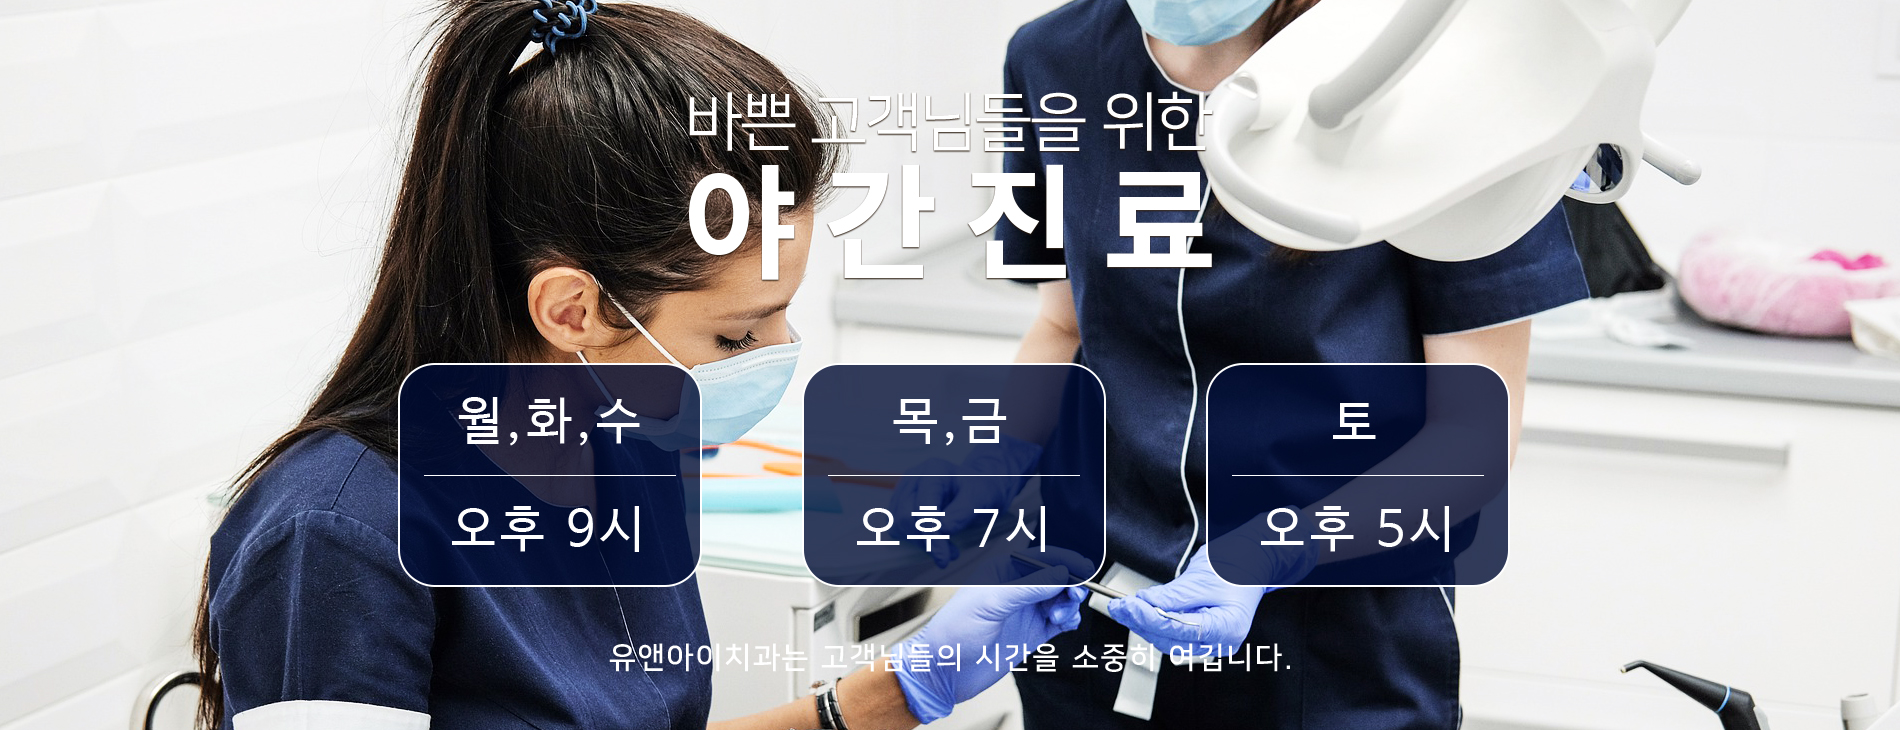 바쁜 고객님들을 위한
야간진료
월,화,수
오후 9시
목,금
오후 7시
토
오후 5시
유앤아이치과는 고객님들의 시간을 소중히 여깁니다.